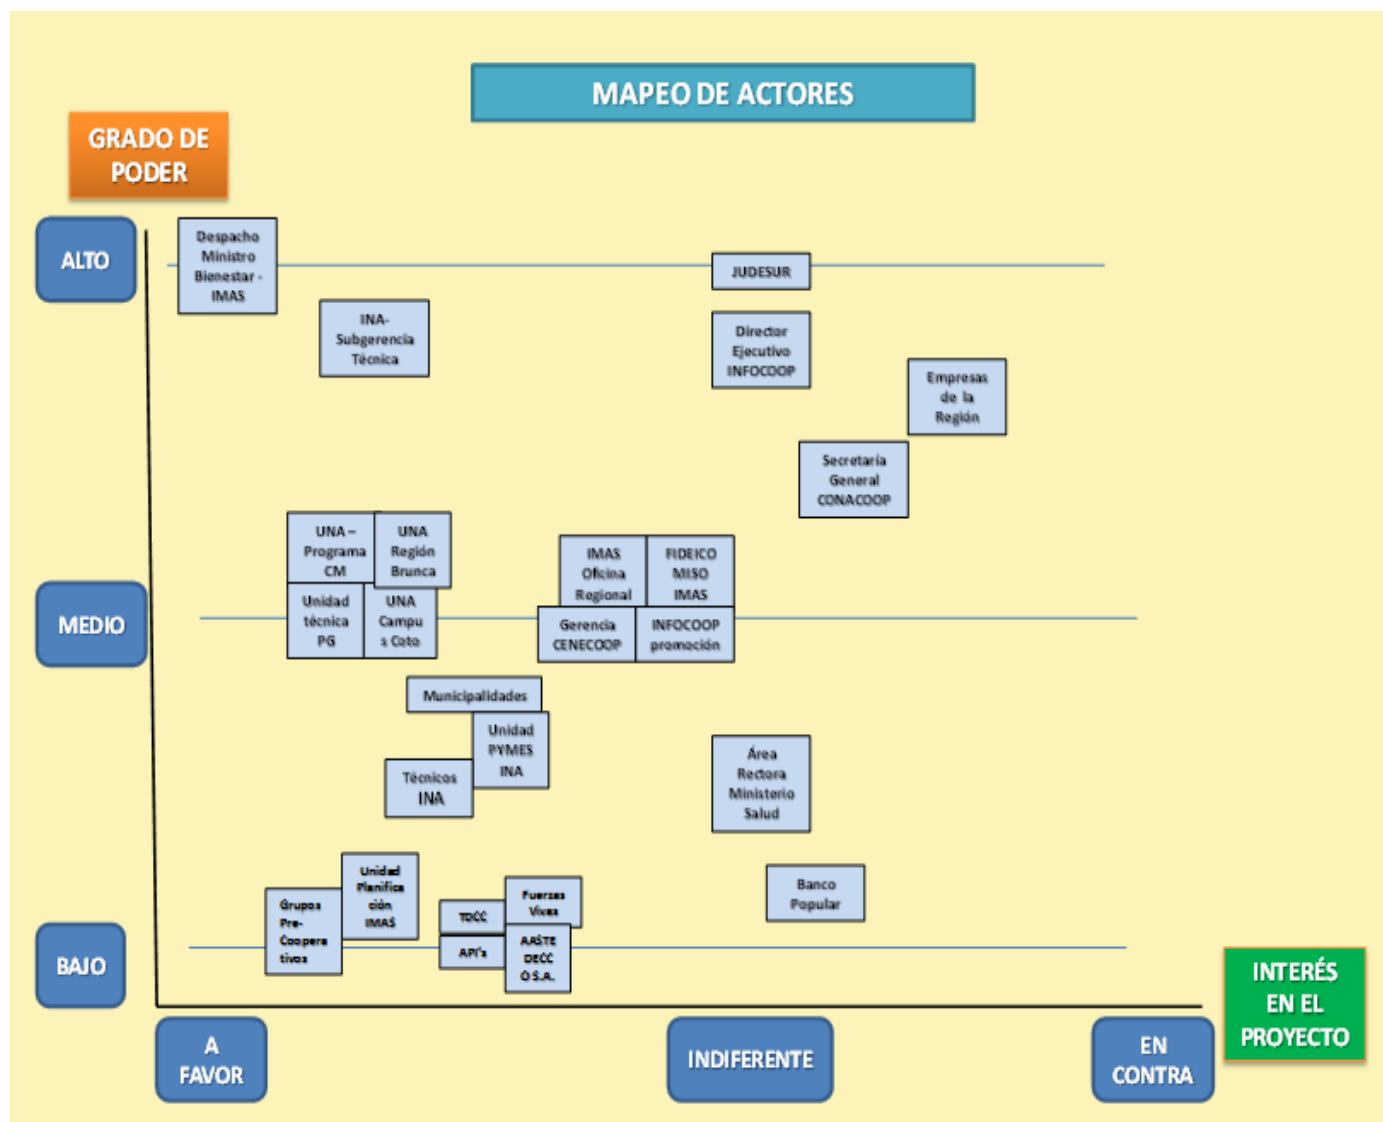 MAPEO DE ACTORES
GRADO DE
PODER
ALTO
Despacho
Ministro
Bienestar -
IMAS
INA-
Subgerencia
Técnica
JUDESUR
Director
Ejecutivo
INFOCOOP
Empresas
de la
Región
Secretaría
General
CONACOOP
UNA –
Programa
CM
UNA
Región
Brunca
IMAS
Oficina
Regional
FIDEICO
MISO
IMAS
MEDIO
Unidad
técnica
PG
UNA
Campu
s Coto
Gerencia
CENECOOP
INFOCOOP
promoción
Municipalidades
Unidad
PYMES
INA
Técnicos
INA
Área
Rectora
Ministerio
Salud
Banco
Popular
Unidad
Planifica
ción
IMAS
Grupos
Pre-
Coopera
tivos
TDCC
Fuerzas
Vivas
API's
AASTE
DECC
O S.A.
BAJO
INTERÉS
EN EL
PROYECTO
A
FAVOR
INDIFERENTE
EN
CONTRA